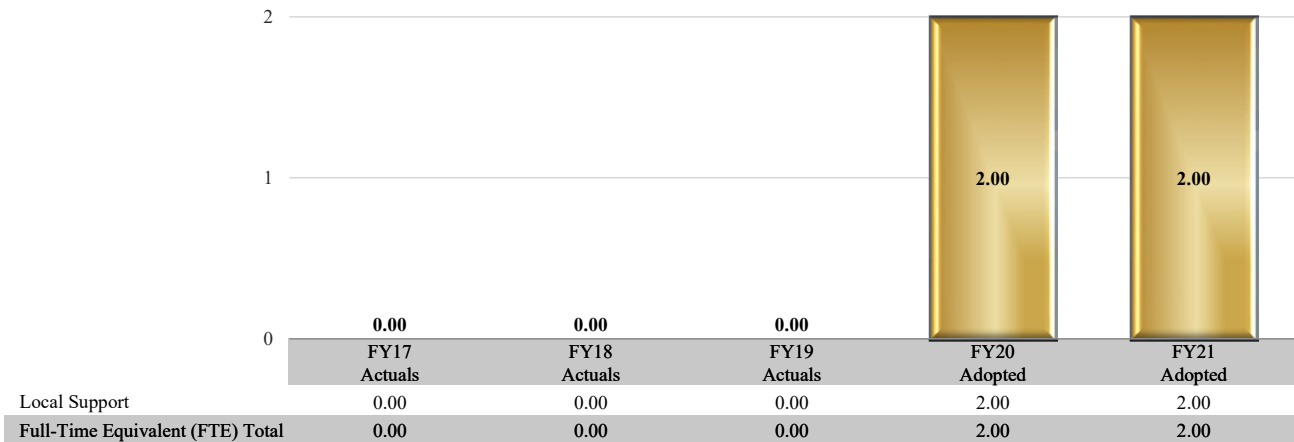 2
1
0
2.00 2.00
0.00 0.00 0.00
FY17 FY18 FY19 FY20 FY21
Actuals Actuals Actuals Adopted Adopted
Local Support 0.00 0.00 0.00 2.00 2.00
Full-Time Equivalent (FTE) Total 0.00 0.00 0.00 2.00 2.00